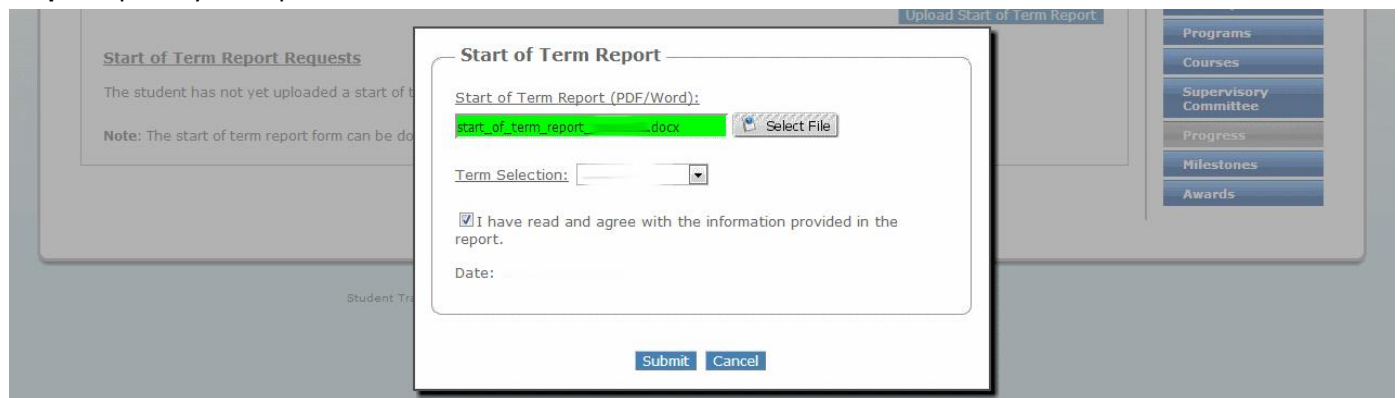 Upload Start of Term Report
Start of Term Report Requests
The student has not yet uploaded a start of t
Note: The start of term report form can be do
Student Tra
Start of Term Report
Start of Term Report (PDF/Word):
start_of_term_report_ .docx
Select File
Term Selection:
I have read and agree with the information provided in the
report.
Date:
Submit Cancel
Programs
Courses
Supervisory
Committee
Progress
Milestones
Awards